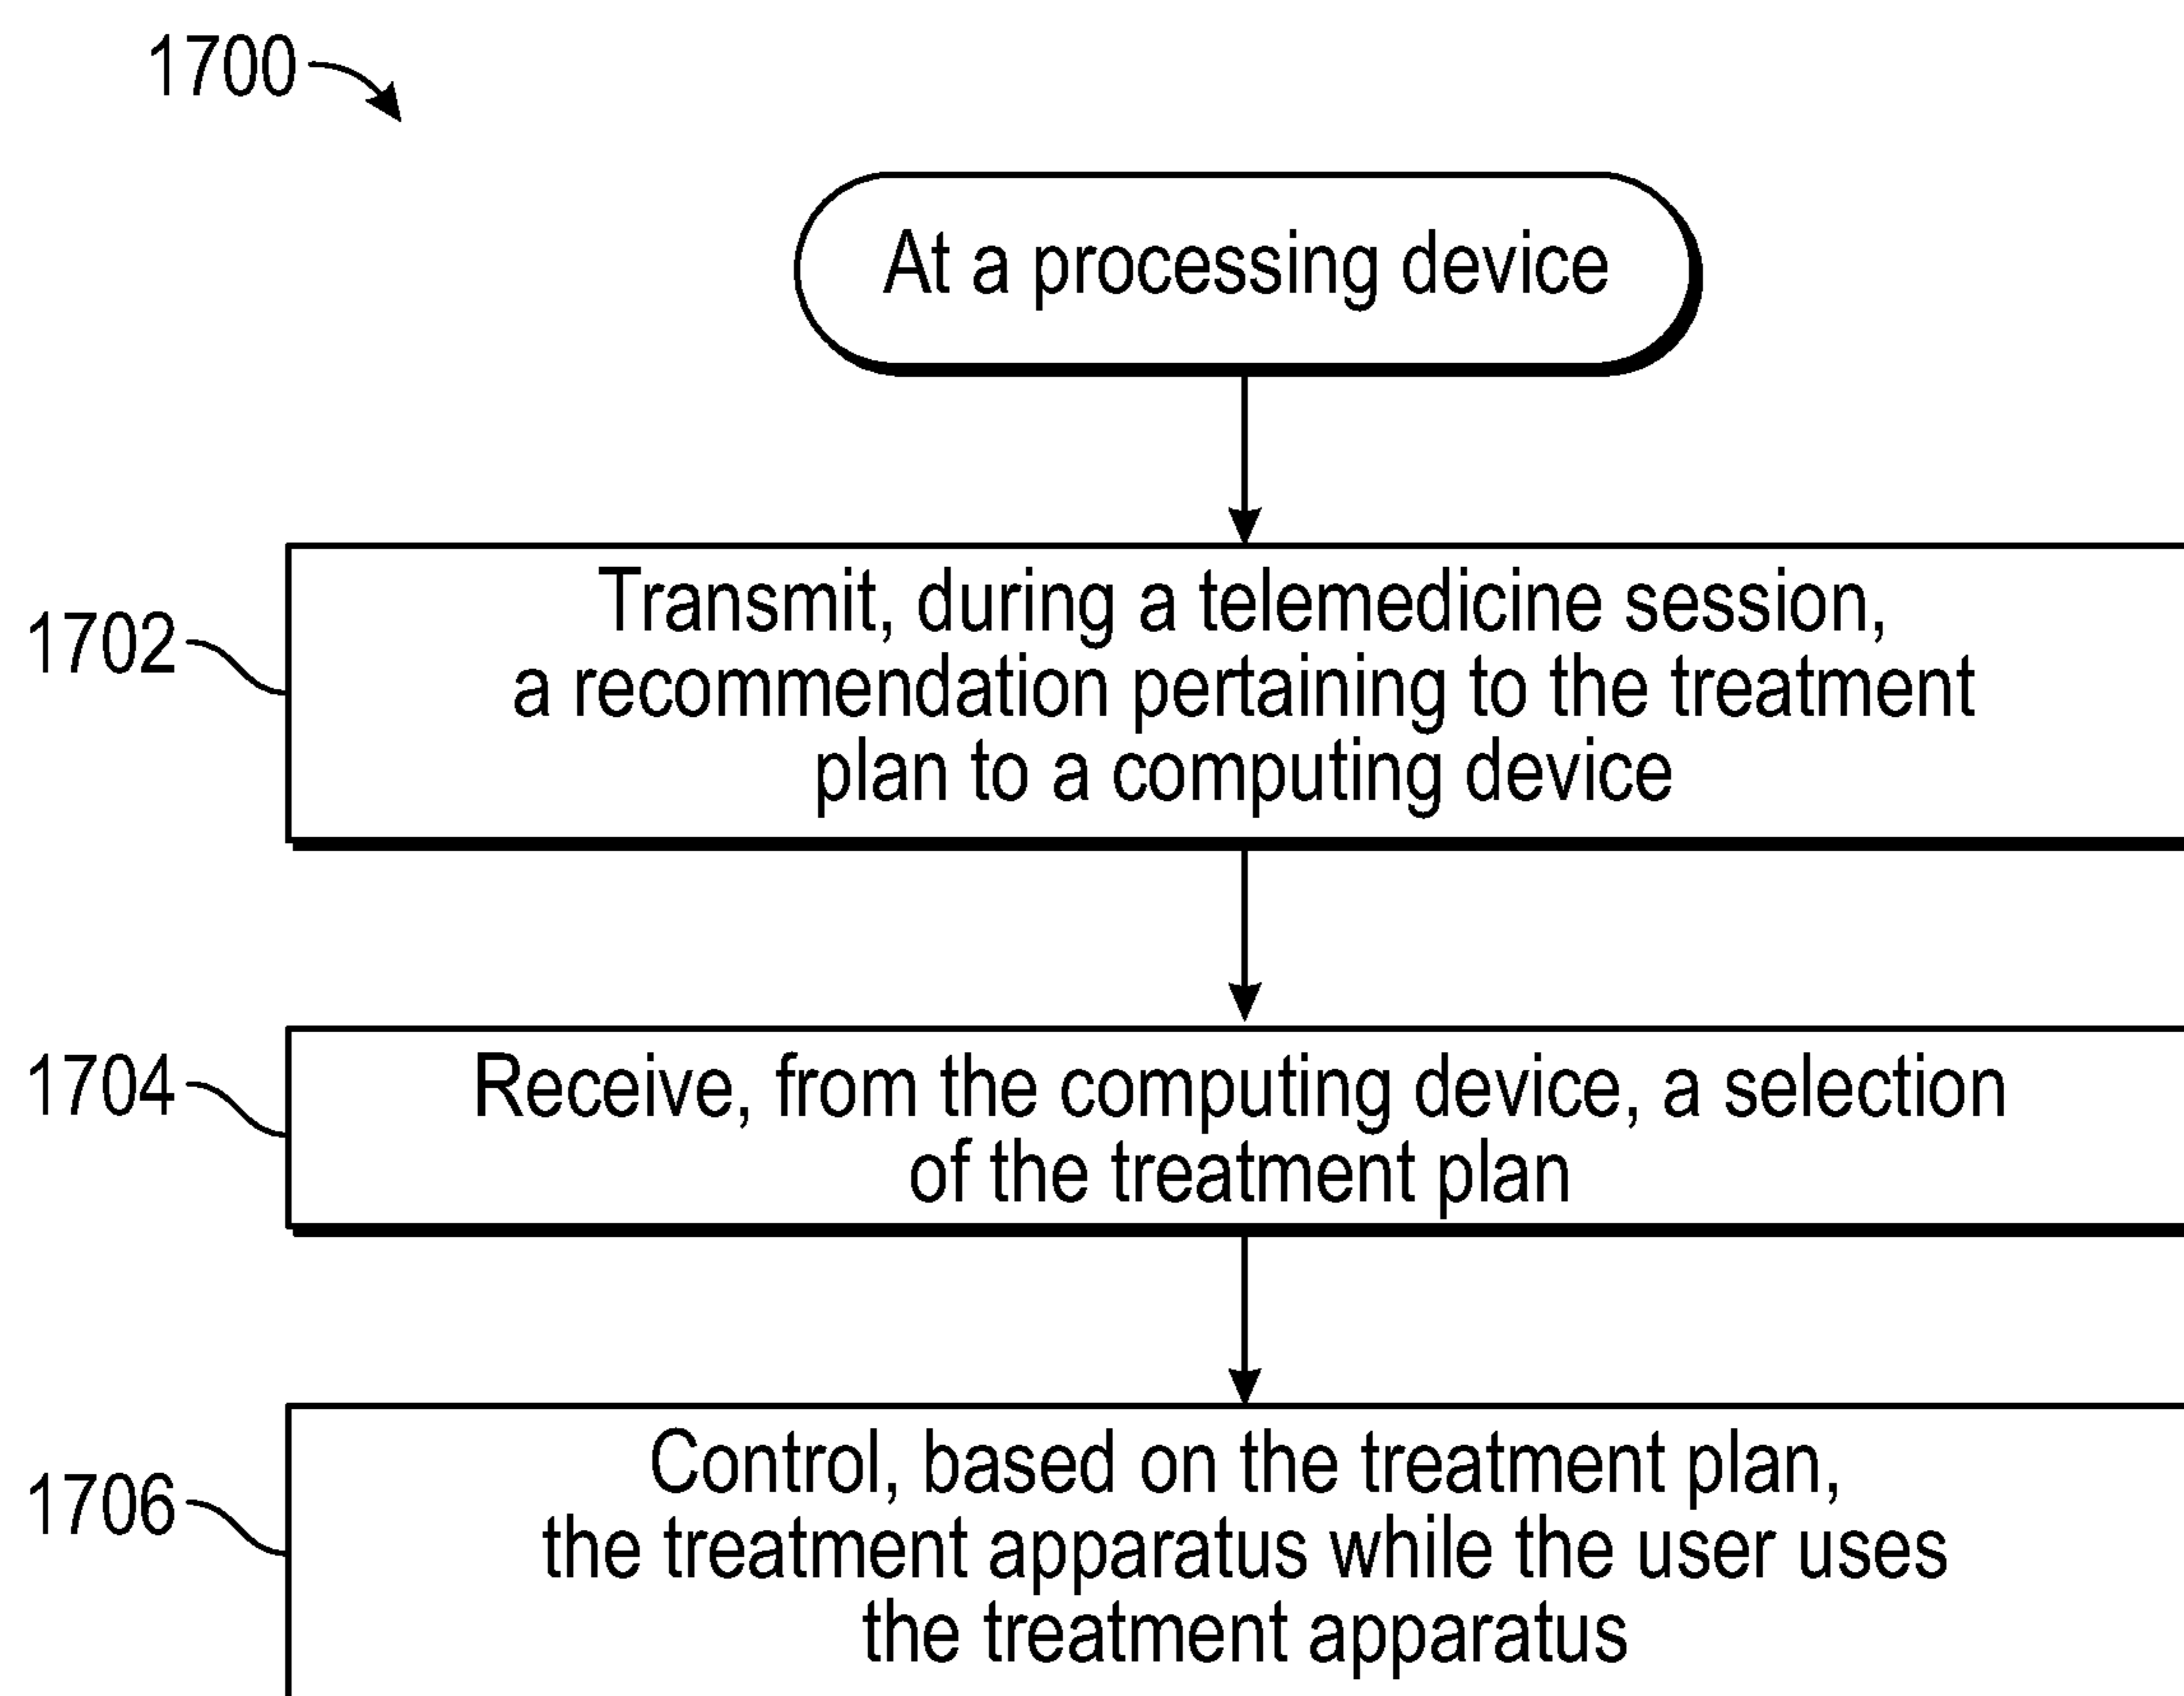 1700
At a processing device
1702
Transmit, during a telemedicine session,
a recommendation pertaining to the treatment
plan to a computing device
1704
Receive, from the computing device, a selection
of the treatment plan
1706
Control, based on the treatment plan,
the treatment apparatus while the user uses
the treatment apparatus